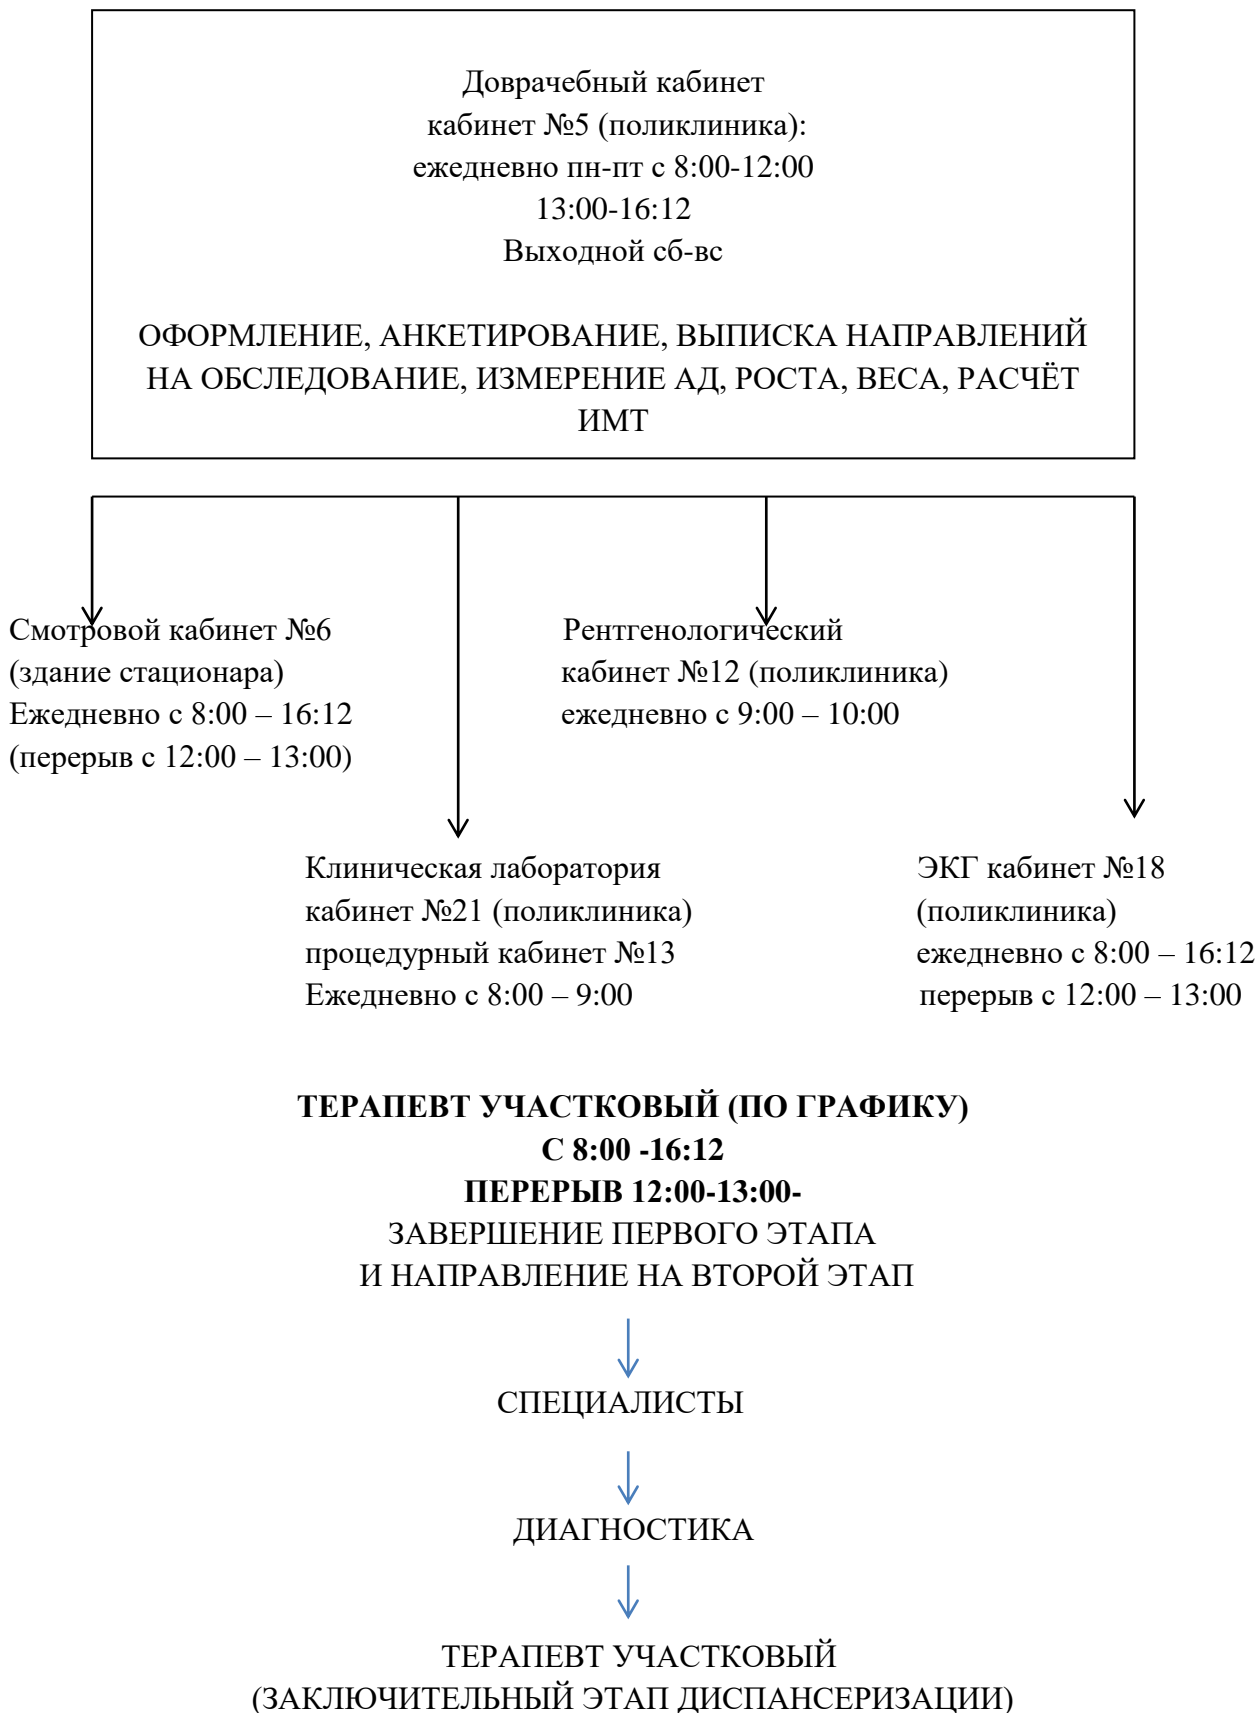 Доврачебный кабинет
кабинет №5 (поликлиника):
ежедневно пн-пт с 8:00-12:00
13:00-16:12
Выходной сб-вс
ОФОРМЛЕНИЕ, АНКЕТИРОВАНИЕ, ВЫПИСКА НАПРАВЛЕНИЙ
НА ОБСЛЕДОВАНИЕ, ИЗМЕРЕНИЕ АД, РОСТА, ВЕСА, РАСЧЁТ
ИМТ
Смотровой кабинет №6
(здание стационара)
Ежедневно с 8:00 – 16:12
(перерыв с 12:00 – 13:00)
Рентгенологический
кабинет №12 (поликлиника)
ежедневно с 9:00 – 10:00
Клиническая лаборатория
кабинет №21 (поликлиника)
процедурный кабинет №13
Ежедневно с 8:00 – 9:00
ЭКГ кабинет №18
(поликлиника)
ежедневно с 8:00 – 16:12
перерыв с 12:00 – 13:00
ТЕРАПЕВТ УЧАСТКОВЫЙ (ПО ГРАФИКУ)
С 8:00 -16:12
ПЕРЕРЫВ 12:00-13:00-
ЗАВЕРШЕНИЕ ПЕРВОГО ЭТАПА
И НАПРАВЛЕНИЕ НА ВТОРОЙ ЭТАП
СПЕЦИАЛИСТЫ
ДИАГНОСТИКА
ТЕРАПЕВТ УЧАСТКОВЫЙ
(ЗАКЛЮЧИТЕЛЬНЫЙ ЭТАП ДИСПАНСЕРИЗАЦИИ)